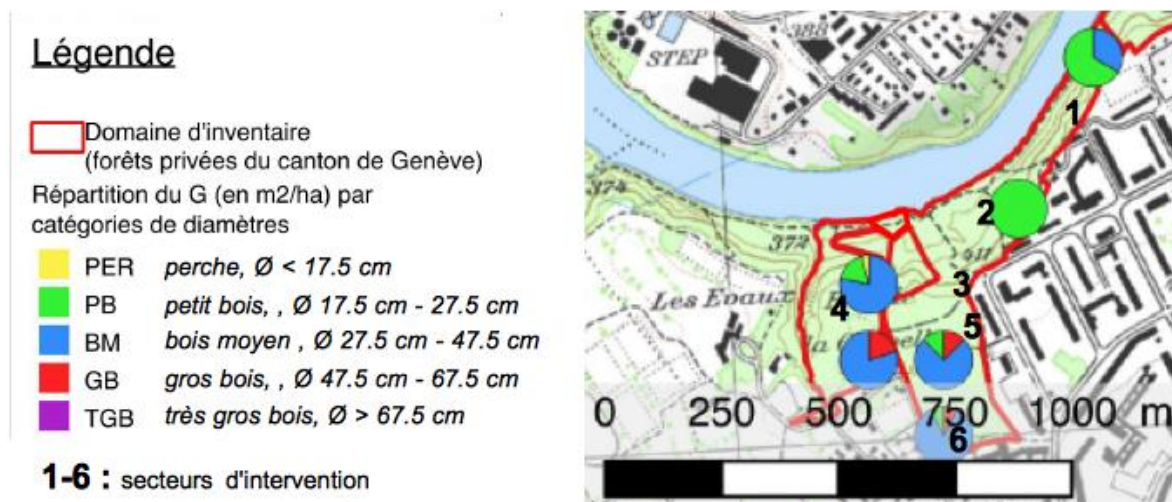 Légende
Domaine d'inventaire
(forêts privées du canton de Genève)
Répartition du G (en m2/ha) par
catégories de diamètres
PER perche, Ø < 17.5 cm
PB petit bois, , Ø 17.5 cm - 27.5 cm
BM bois moyen , Ø 27.5 cm - 47.5 cm
GB gros bois, , Ø 47.5 cm - 67.5 cm
TGB très gros bois, Ø > 67.5 cm
1-6 : secteurs d'intervention
388
STEP
1
374
2
372
417
3
Les Evaux
4
5
la
0 250 500 750 1000 m
6